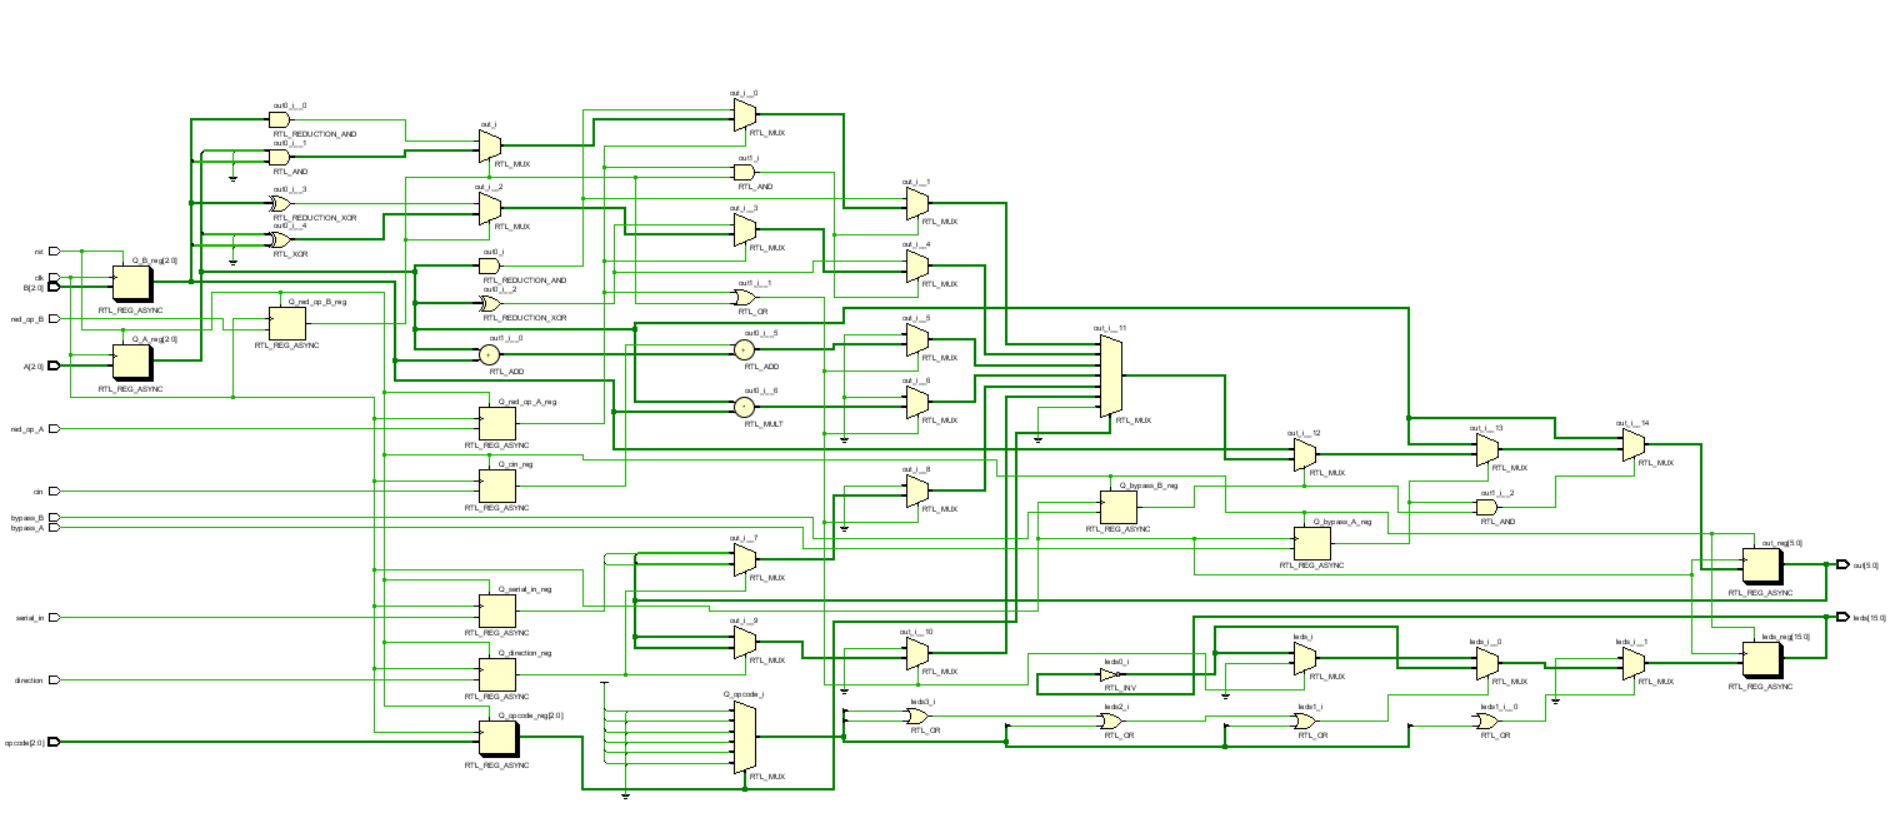 out_i__0
RTL_MUX
out0_i__0
RTL_REDUCTION_AND
out_i
RTL_MUX
out0_i__1
RTL_AND
out1_i
RTL_AND
out0_i__3
RTL_REDUCTION_XOR
out_i__2
RTL_MUX
out_i__1
RTL_MUX
out0_i__4
RTL_XOR
out_i__3
RTL_MUX
out_i__4
RTL_MUX
out0_i
RTL_REDUCTION_AND
out0_i__2
RTL_REDUCTION_XOR
out1_i__1
RTL_OR
rst
clk
B[2:0]
Q_B_reg[2:0]
RTL_REG_ASYNC
red_op_B
Q_red_op_B_reg
RTL_REG_ASYNC
A[2:0]
Q_A_reg[2:0]
RTL_REG_ASYNC
out1_i__0
RTL_ADD
out0_i__5
RTL_ADD
out_i__5
RTL_MUX
out_i__11
RTL_MUX
out0_i__6
RTL_MULT
out_i__6
RTL_MUX
red_op_A
Q_red_op_A_reg
RTL_REG_ASYNC
cin
Q_cin_reg
RTL_REG_ASYNC
out_i__8
RTL_MUX
out_i__12
RTL_MUX
out_i__13
RTL_MUX
out_i__14
RTL_MUX
bypass_B
bypass_A
Q_bypass_B_reg
RTL_REG_ASYNC
Q_bypass_A_reg
RTL_REG_ASYNC
out1_i__2
RTL_AND
out_reg[5:0]
RTL_REG_ASYNC
out[5:0]
out_i__7
RTL_MUX
serial_in
Q_serial_in_reg
RTL_REG_ASYNC
leds[15:0]
out_i__9
RTL_MUX
out_i__10
RTL_MUX
direction
Q_direction_reg
RTL_REG_ASYNC
leds0_i
RTL_INV
leds_i
RTL_MUX
leds_i__0
RTL_MUX
leds_i__1
RTL_MUX
leds_reg[15:0]
RTL_REG_ASYNC
opcode[2:0]
Q_opcode_reg[2:0]
RTL_REG_ASYNC
Q_opcode_i
RTL_MUX
leds3_i
RTL_OR
leds2_i
RTL_OR
leds1_i
RTL_OR
leds1_i__0
RTL_OR